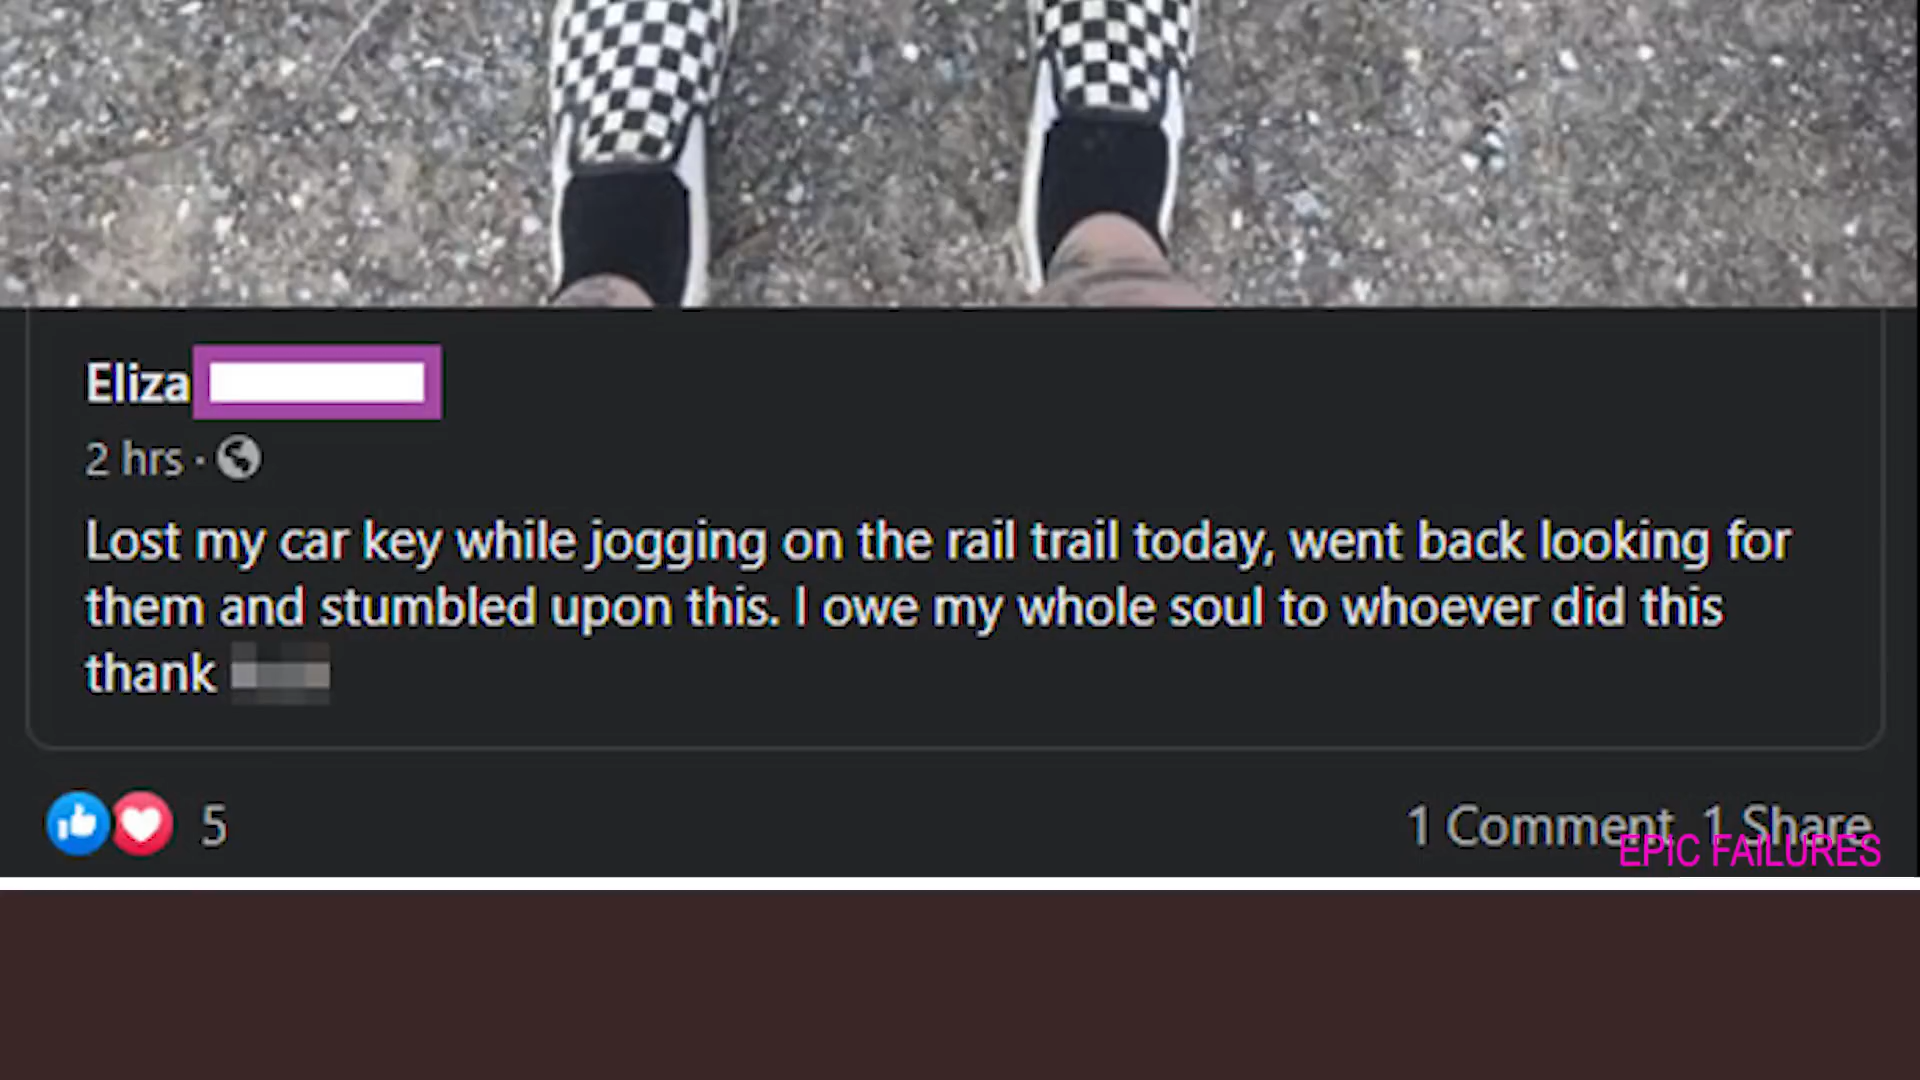 Eliza
2 hrs ·
Lost my car key while jogging on the rail trail today, went back looking for
them and stumbled upon this. I owe my whole soul to whoever did this
thank
5
1 Comment 1 Share
EPIC FAILURES